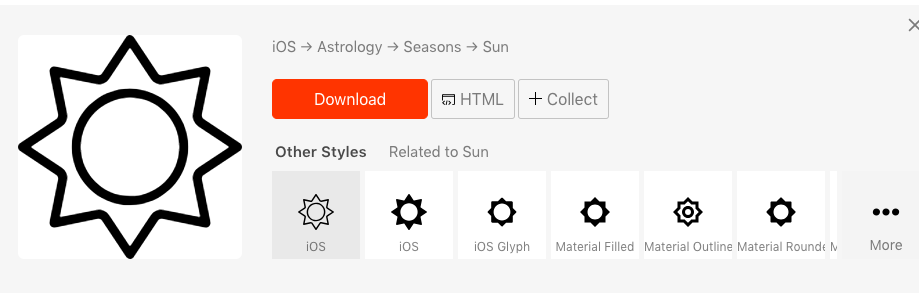 iOS → Astrology → Seasons → Sun
Download
HTML
+ Collect
Other Styles
Related to Sun
iOS
iOS
iOS Glyph
Material Filled
Material Outline
Material Rounde
M
More